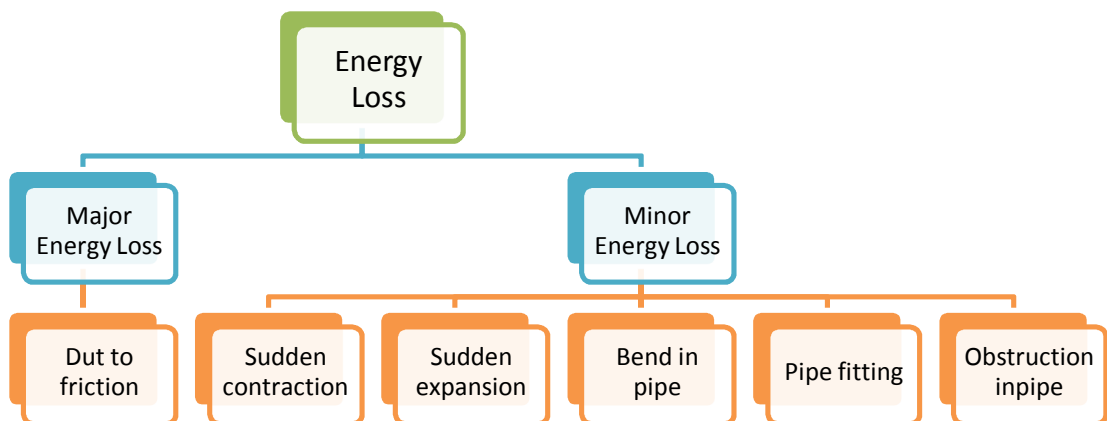 Energy
Loss
Major
Energy Loss
Minor
Energy Loss
Dut to
friction
Sudden
contraction
Sudden
expansion
Bend in
pipe
Pipe fitting
Obstruction
inpipe